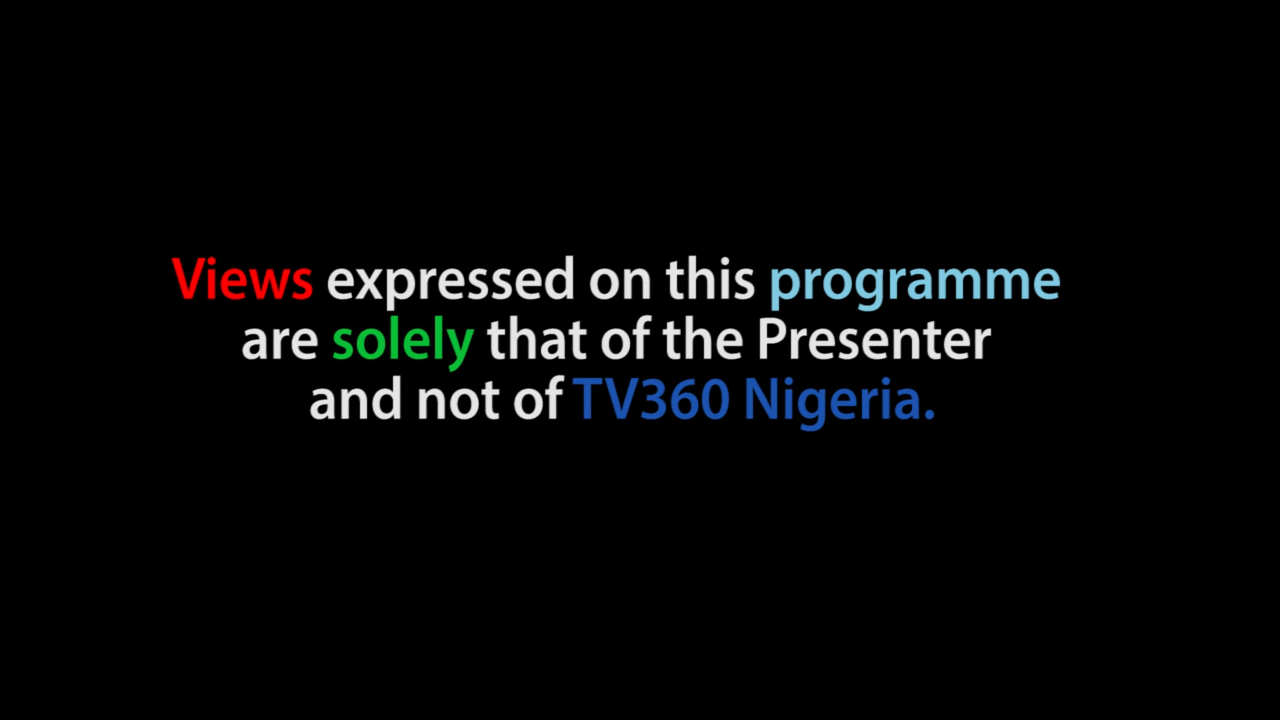 Views expressed on this programme
are solely that of the Presenter
and not of TV360 Nigeria.